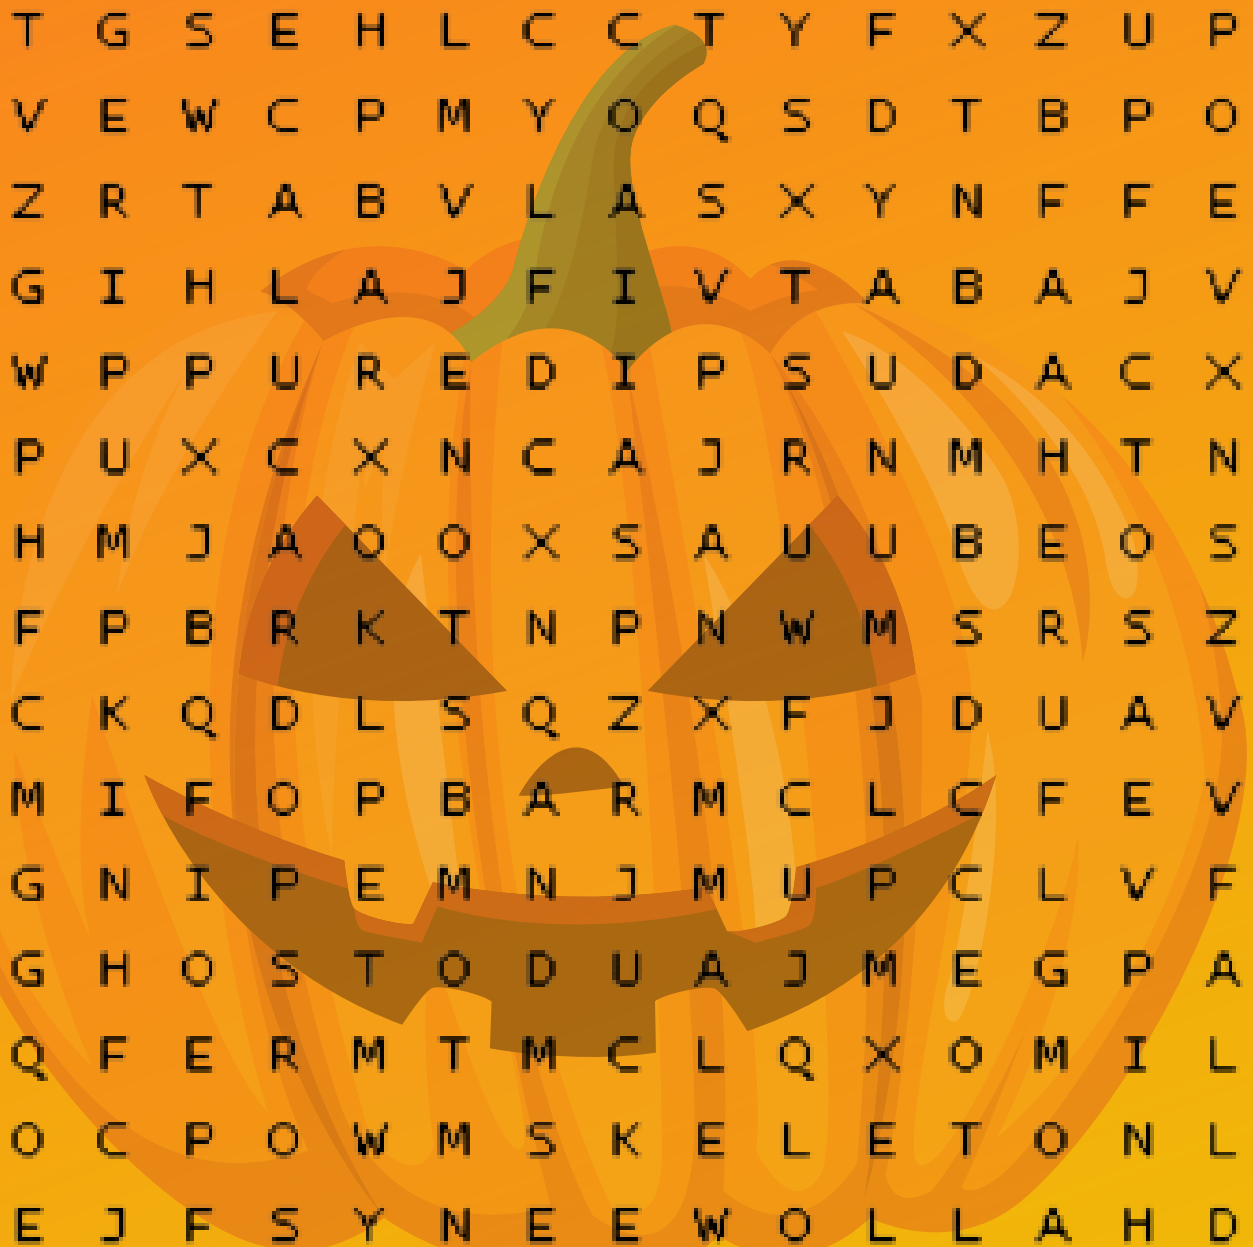 T G S E H L C C T Y F X Z U P
V E W C P M Y O Q S D T B P O
Z R T A B V L A S X Y N F F E
G I H L A J F I V T A B A J V
W P P U R E D I P S U D A C X
P U X C X N C A J R N M H T N
H M J A O O X S A U U B E O S
F P B R K T N P N W M S R S Z
C K Q D L S Q Z X F J D U A V
M I F O P B A R M C L C F E V
G N I P E M N J M U P C L V F
G H O S T O D U A J M E G P A
Q F E R M T M C L Q X O M I L
O C P O W M S K E L E T O N L
E J F S Y N E E W O L L A H D